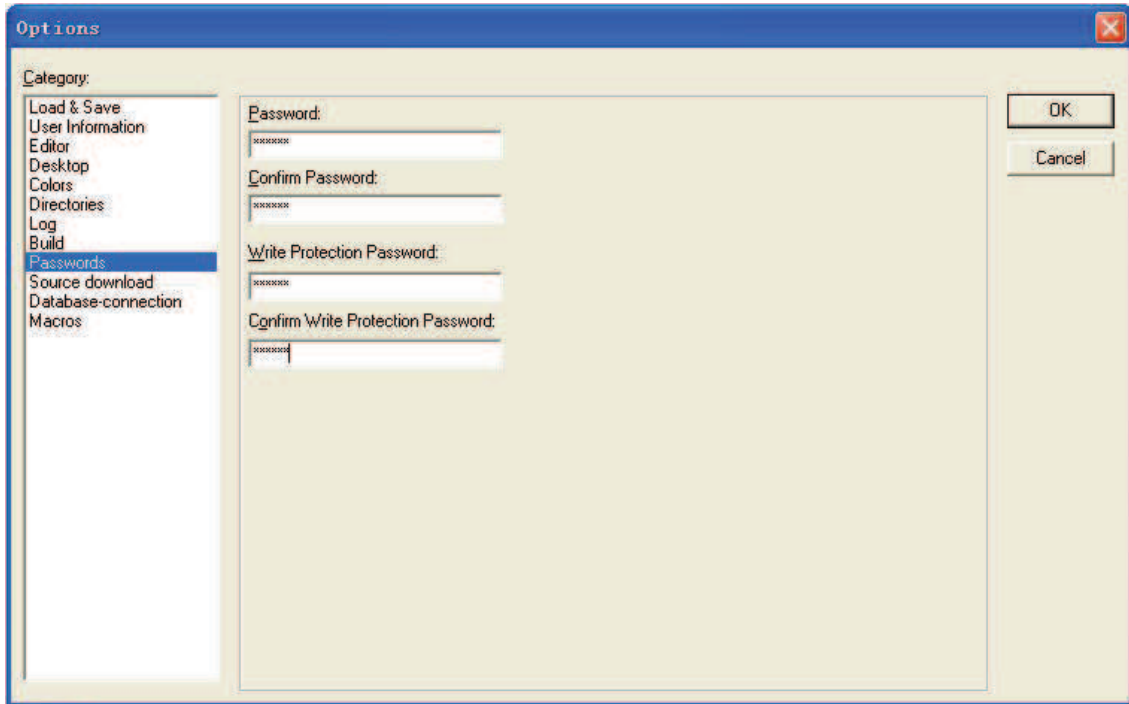 Options
Category:
Load & Save
User Information
Editor
Desktop
Colors
Directories
Log
Build
Passwords
Source download
Database-connection
Macros
Password:
******
Confirm Password:
******
Write Protection Password:
******
Confirm Write Protection Password:
******
OK
Cancel